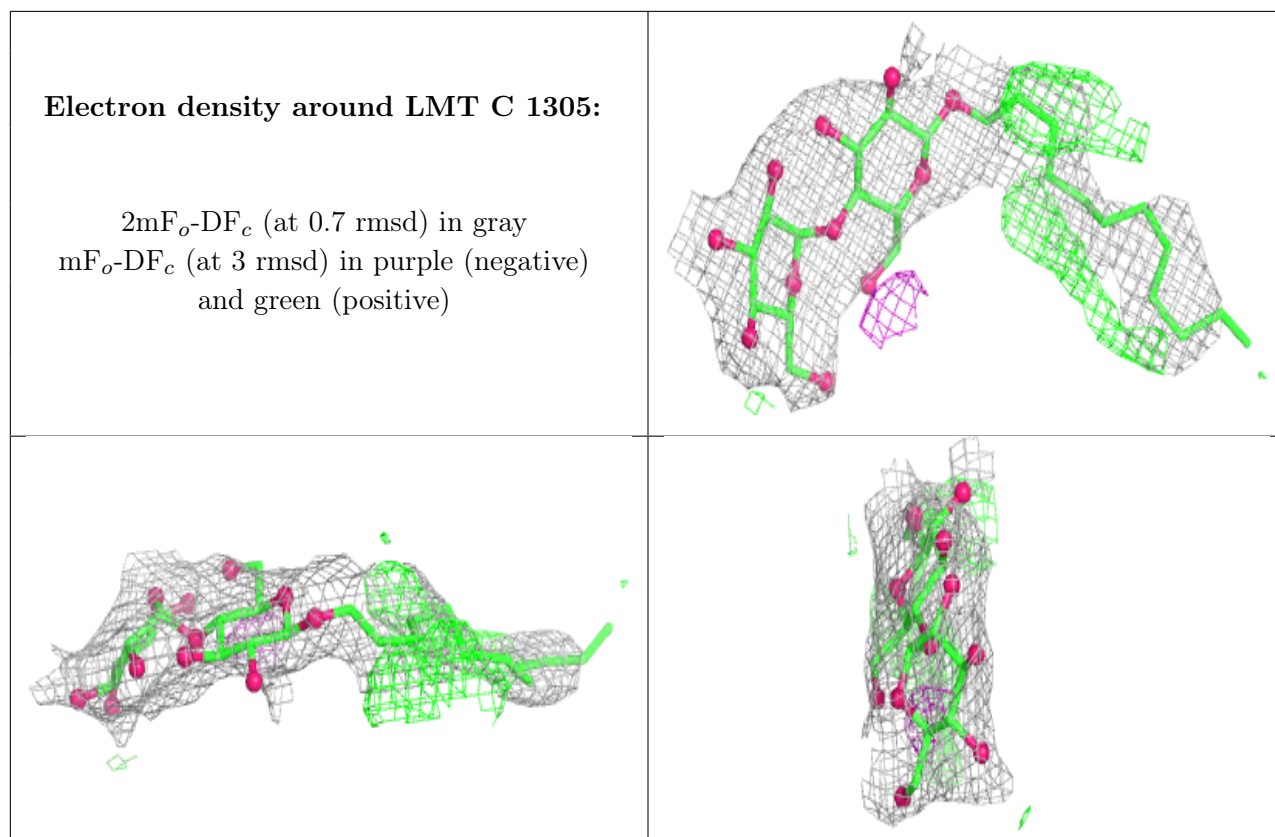 Electron density around LMT C 1305:
2mFo-DFc (at 0.7 rmsd) in gray
mFo-DFc (at 3 rmsd) in purple (negative)
and green (positive)